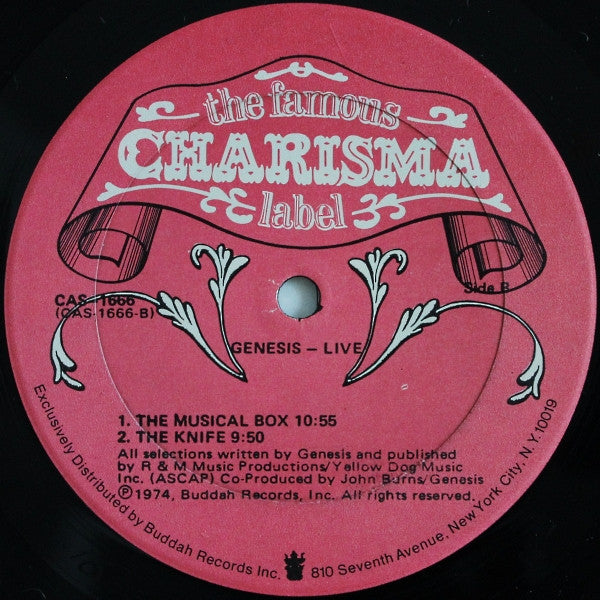 the famous
CHARISMA
label
CAS-1666
(CAS-1666-B)
Side B
GENESIS – LIVE
1. THE MUSICAL BOX 10:55
2. THE KNIFE 9:50
All selections written by Genesis and published
by R & M Music Productions/Yellow Dog Music
Inc. (ASCAP) Co-Produced by John Burns/Genesis
Ⓟ1974, Buddah Records, Inc. All rights reserved.
Exclusively Distributed by Buddah Records Inc. 810 Seventh Avenue, New York City, N.Y. 10019